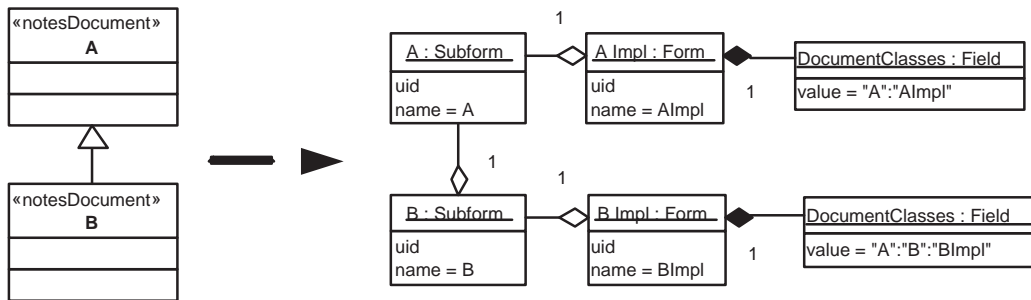 «notesDocument»
A
«notesDocument»
B
1
A : Subform
uid
name = A
A Impl : Form
uid
name = AImpl
1
DocumentClasses : Field
value = "A":"AImpl"
1
1
B : Subform
uid
name = B
B Impl : Form
uid
name = BImpl
1
DocumentClasses : Field
value = "A":"B":"BImpl"